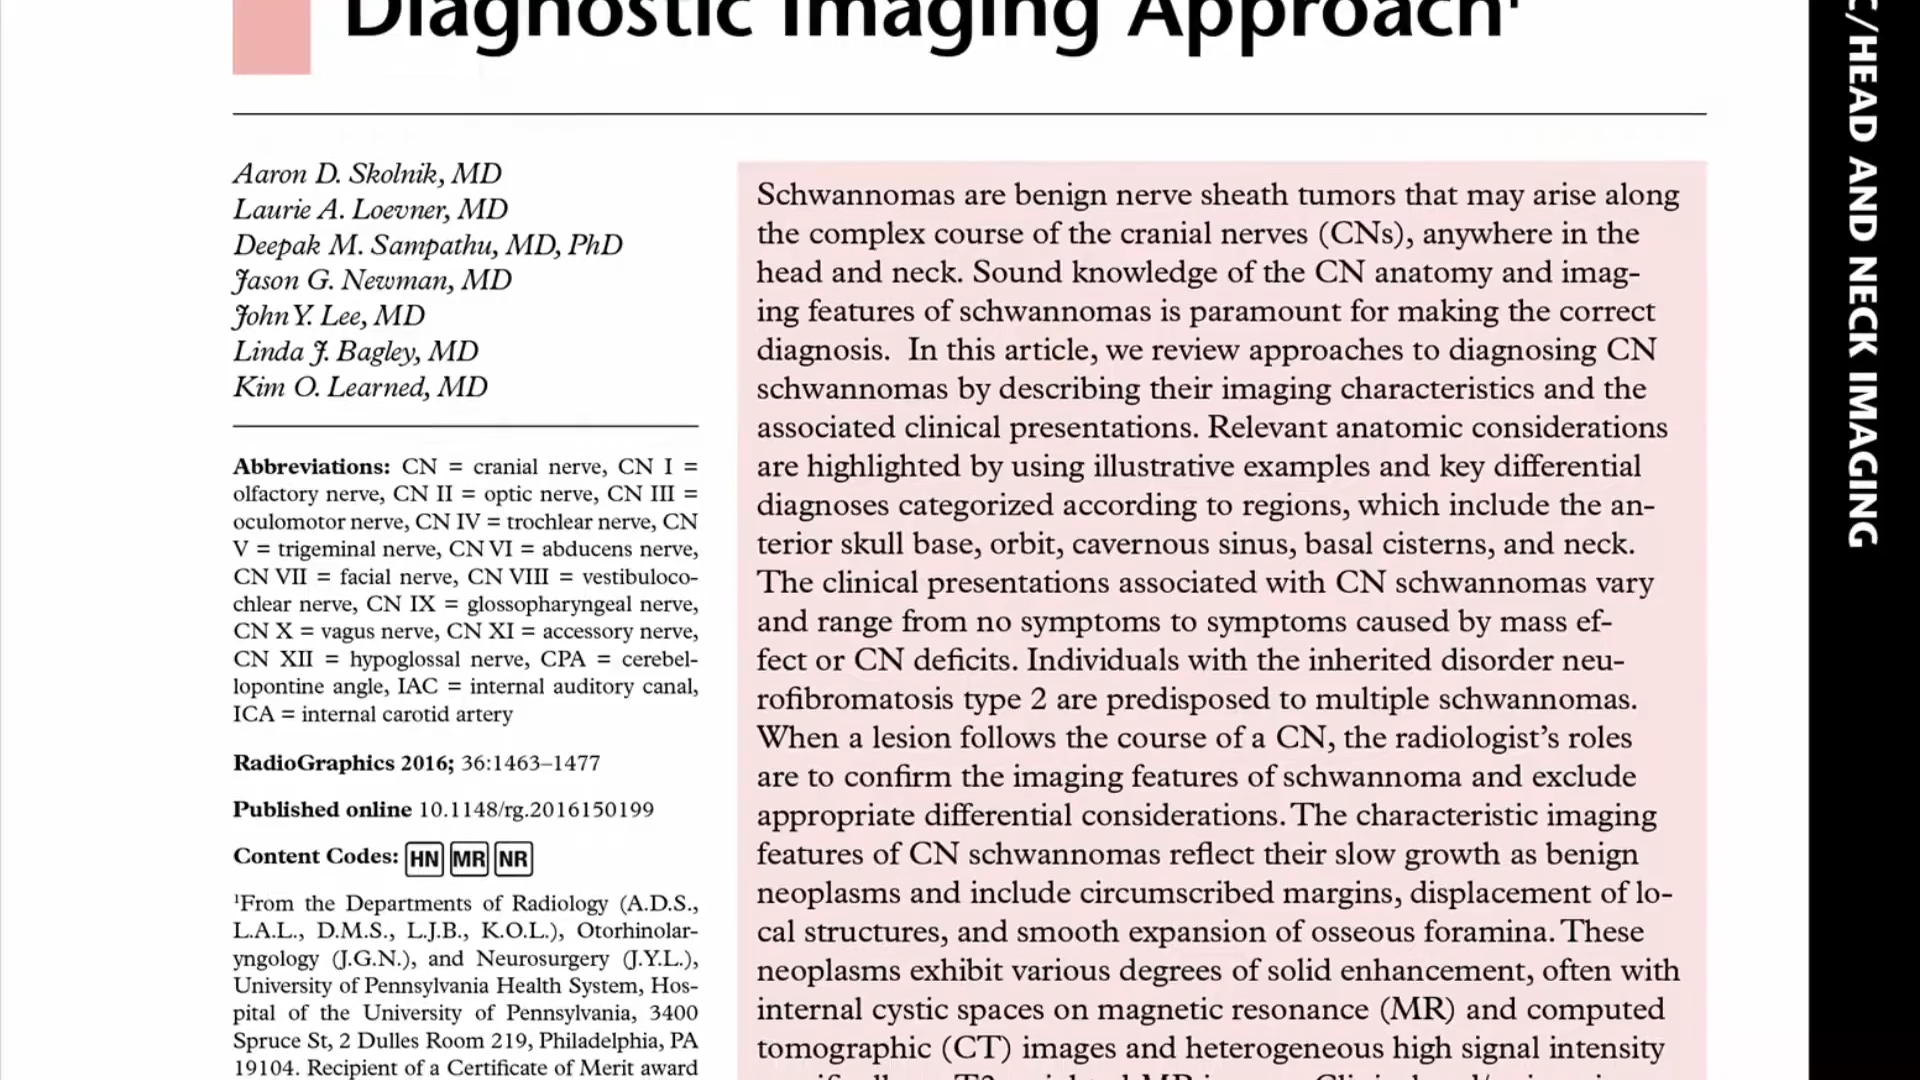 Diagnostic Imaging Approach¹
Aaron D. Skolnik, MD
Laurie A. Loevner, MD
Deepak M. Sampathu, MD, PhD
Jason G. Newman, MD
John Y. Lee, MD
Linda J. Bagley, MD
Kim O. Learned, MD
Abbreviations: CN = cranial nerve, CN I =
olfactory nerve, CN II = optic nerve, CN III =
oculomotor nerve, CN IV = trochlear nerve, CN
V = trigeminal nerve, CN VI = abducens nerve,
CN VII = facial nerve, CN VIII = vestibuloco-
chlear nerve, CN IX = glossopharyngeal nerve,
CN X = vagus nerve, CN XI = accessory nerve,
CN XII = hypoglossal nerve, CPA = cerebel-
lopontine angle, IAC = internal auditory canal,
ICA = internal carotid artery
RadioGraphics 2016; 36:1463–1477
Published online 10.1148/rg.2016150199
Content Codes: HN MR NR
¹From the Departments of Radiology (A.D.S.,
L.A.L., D.M.S., L.J.B., K.O.L.), Otorhinolar-
yngology (J.G.N.), and Neurosurgery (J.Y.L.),
University of Pennsylvania Health System, Hos-
pital of the University of Pennsylvania, 3400
Spruce St, 2 Dulles Room 219, Philadelphia, PA
19104. Recipient of a Certificate of Merit award
Schwannomas are benign nerve sheath tumors that may arise along
the complex course of the cranial nerves (CNs), anywhere in the
head and neck. Sound knowledge of the CN anatomy and imag-
ing features of schwannomas is paramount for making the correct
diagnosis. In this article, we review approaches to diagnosing CN
schwannomas by describing their imaging characteristics and the
associated clinical presentations. Relevant anatomic considerations
are highlighted by using illustrative examples and key differential
diagnoses categorized according to regions, which include the an-
terior skull base, orbit, cavernous sinus, basal cisterns, and neck.
The clinical presentations associated with CN schwannomas vary
and range from no symptoms to symptoms caused by mass ef-
fect or CN deficits. Individuals with the inherited disorder neu-
rofibromatosis type 2 are predisposed to multiple schwannomas.
When a lesion follows the course of a CN, the radiologist's roles
are to confirm the imaging features of schwannoma and exclude
appropriate differential considerations. The characteristic imaging
features of CN schwannomas reflect their slow growth as benign
neoplasms and include circumscribed margins, displacement of lo-
cal structures, and smooth expansion of osseous foramina. These
neoplasms exhibit various degrees of solid enhancement, often with
internal cystic spaces on magnetic resonance (MR) and computed
tomographic (CT) images and heterogeneous high signal intensity
C/HEAD AND NECK IMAGING